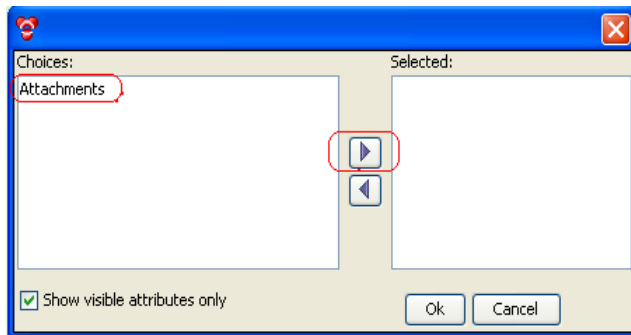 Choices:
Selected:
Attachments
Show visible attributes only
Ok
Cancel